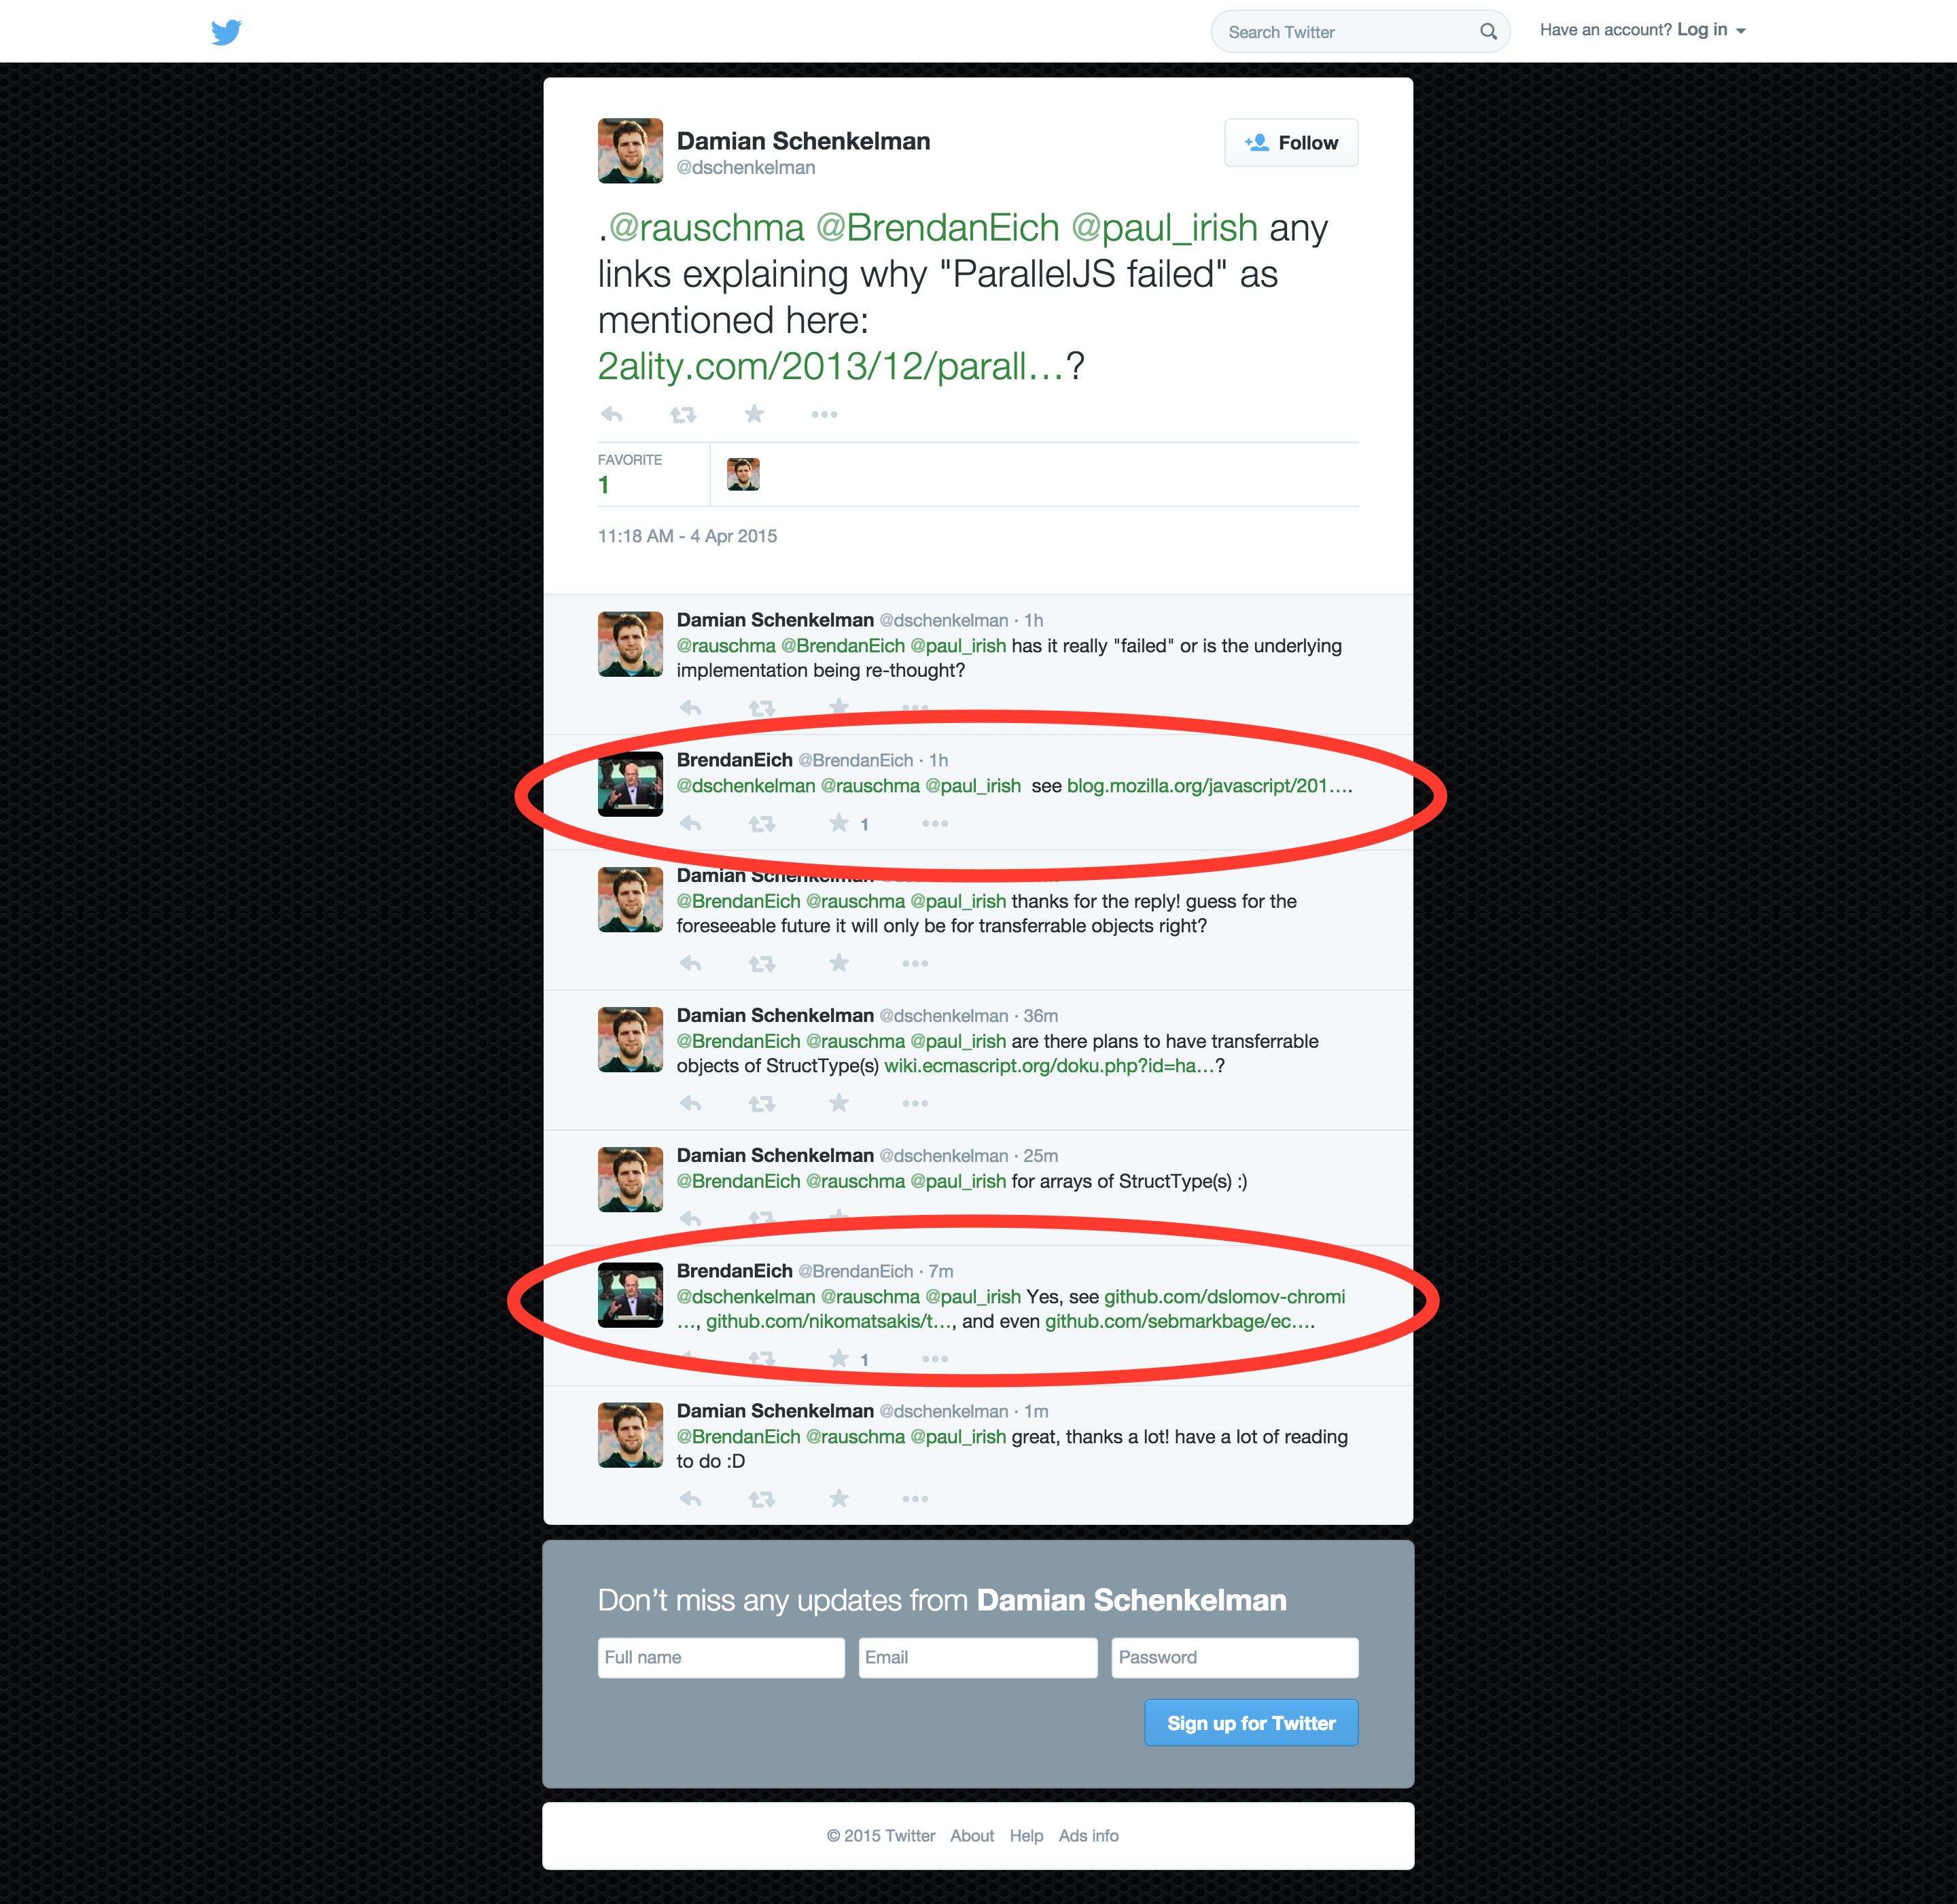 Search Twitter
Have an account? Log in
Damian Schenkelman
@dschenkelman
Follow
.@rauschma @BrendanEich @paul_irish any
links explaining why "ParallelJS failed" as
mentioned here:
2ality.com/2013/12/parall…?
FAVORITE
1
11:18 AM - 4 Apr 2015
Damian Schenkelman @dschenkelman · 1h
@rauschma @BrendanEich @paul_irish has it really "failed" or is the underlying
implementation being re-thought?
BrendanEich @BrendanEich · 1h
@dschenkelman @rauschma @paul_irish see blog.mozilla.org/javascript/201….
1
Damian Schenkelman
@BrendanEich @rauschma @paul_irish thanks for the reply! guess for the
foreseeable future it will only be for transferrable objects right?
Damian Schenkelman @dschenkelman · 36m
@BrendanEich @rauschma @paul_irish are there plans to have transferrable
objects of StructType(s) wiki.ecmascript.org/doku.php?id=ha…?
Damian Schenkelman @dschenkelman · 25m
@BrendanEich @rauschma @paul_irish for arrays of StructType(s) :)
BrendanEich @BrendanEich · 7m
@dschenkelman @rauschma @paul_irish Yes, see github.com/dslomov-chromi
…, github.com/nikomatsakis/t…, and even github.com/sebmarkbage/ec….
1
Damian Schenkelman @dschenkelman · 1m
@BrendanEich @rauschma @paul_irish great, thanks a lot! have a lot of reading
to do :D
Don't miss any updates from Damian Schenkelman
Full name
Email
Password
Sign up for Twitter
© 2015 Twitter About Help Ads info